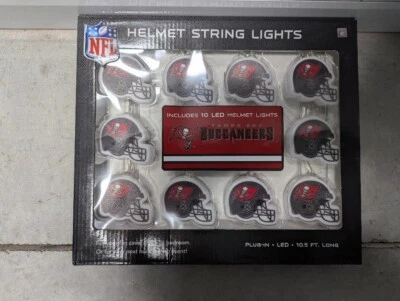 NFL
HELMET STRING LIGHTS
INCLUDES 10 LED HELMET LIGHTS
TAMPA BAY
BUCCANEERS
bedroom.
PLUG-IN • LED • 10.5 FT. LONG